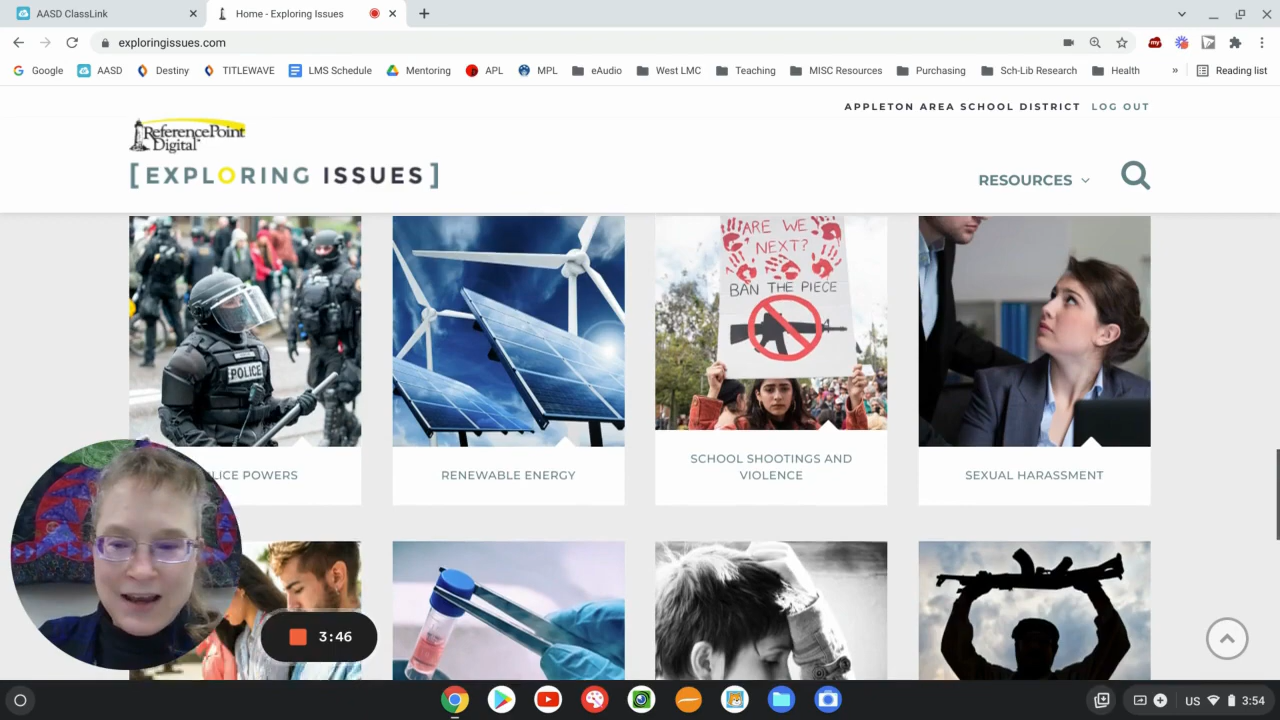 AASD ClassLink
Home - Exploring Issues
exploringissues.com
Google
AASD
Destiny
TITLEWAVE
LMS Schedule
Mentoring
APL
MPL
eAudio
West LMC
Teaching
MISC Resources
Purchasing
Sch-Lib Research
Health
»
Reading list
APPLETON AREA SCHOOL DISTRICT LOG OUT
ReferencePoint
Digital
[EXPLORING ISSUES]
RESOURCES
ARE WE
NEXT?
BAN THE PIECE
POLICE
LICE POWERS
RENEWABLE ENERGY
SCHOOL SHOOTINGS AND
VIOLENCE
SEXUAL HARASSMENT
3:46
US
3:54